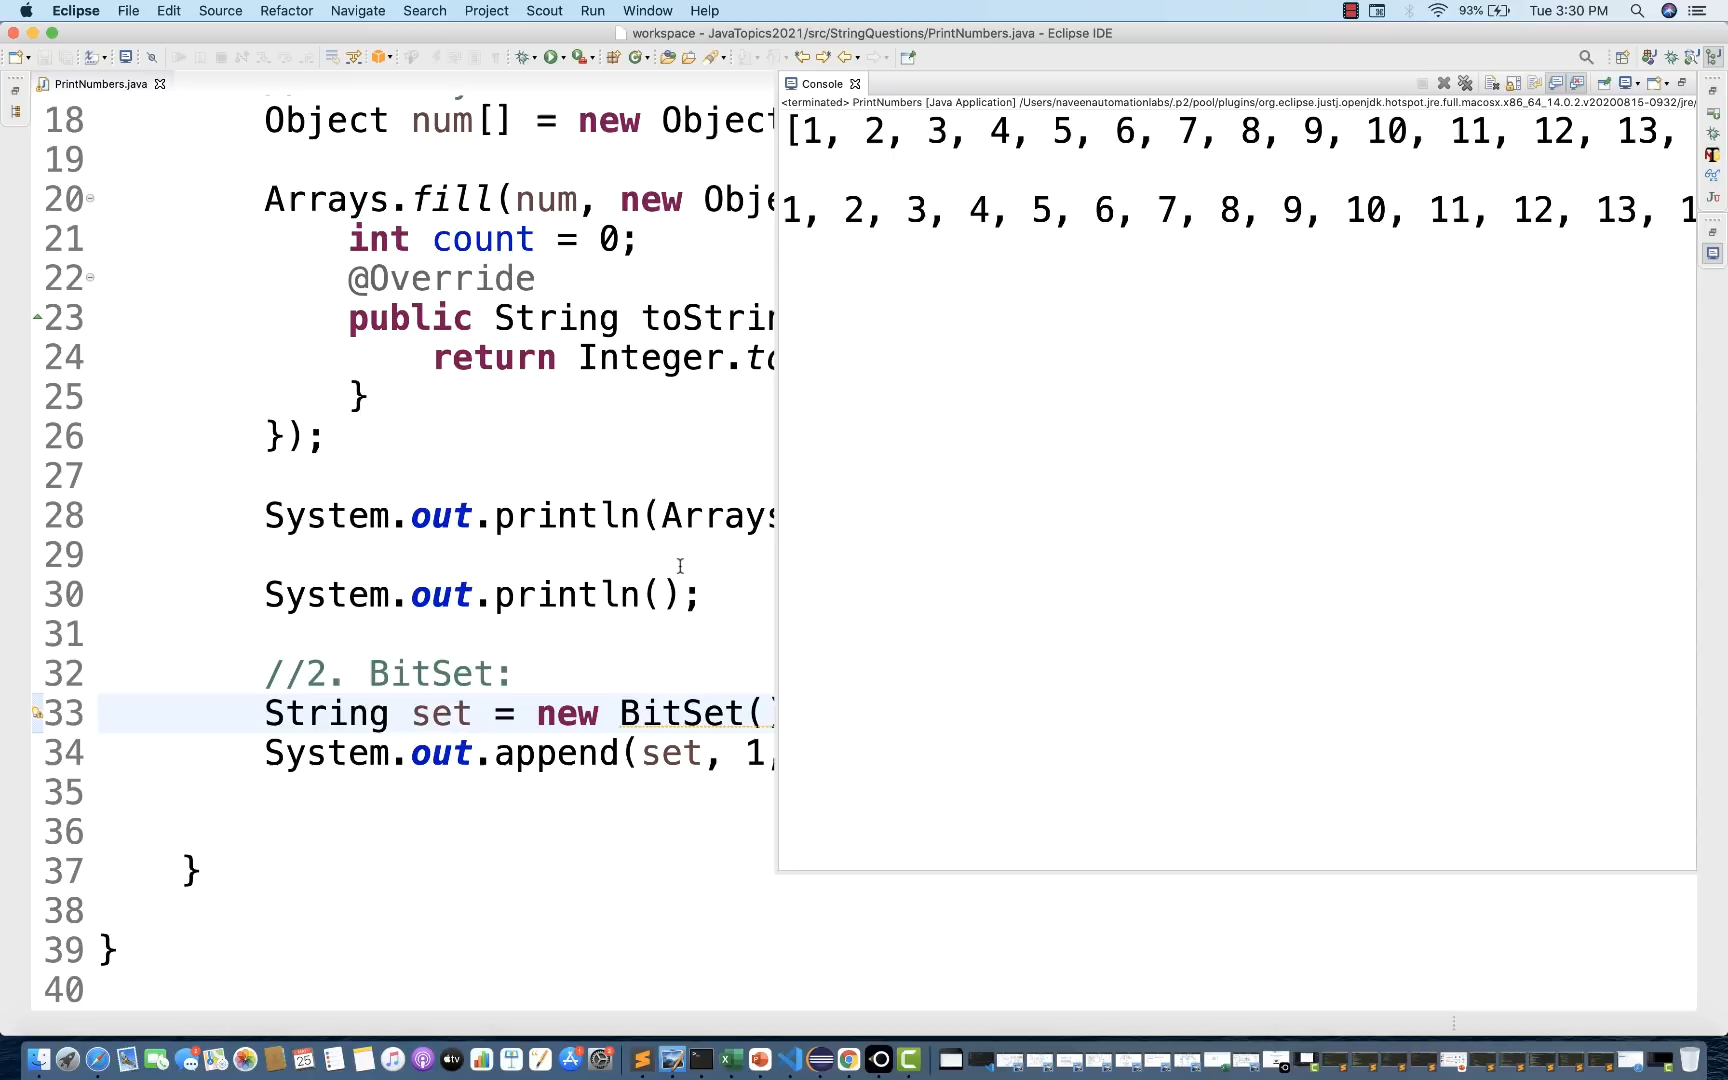 Eclipse File Edit Source Refactor Navigate Search Project Scout Run Window Help 93% Tue 3:30 PM
workspace - JavaTopics2021/src/StringQuestions/PrintNumbers.java - Eclipse IDE
PrintNumbers.java
18 Object num[] = new Object
19
20 Arrays.fill(num, new Obje
21 int count = 0;
22 @Override
23 public String toStrin
24 return Integer.to
25 }
26 });
27
28 System.out.println(Arrays
29
30 System.out.println();
31
32 //2. BitSet:
33 String set = new BitSet()
34 System.out.append(set, 1,
35
36
37 }
38
39 }
40
Console
<terminated> PrintNumbers [Java Application] /Users/naveenautomationlabs/.p2/pool/plugins/org.eclipse.justj.openjdk.hotspot.jre.full.macosx.x86_64_14.0.2.v20200815-0932/jre/
[1, 2, 3, 4, 5, 6, 7, 8, 9, 10, 11, 12, 13,
1, 2, 3, 4, 5, 6, 7, 8, 9, 10, 11, 12, 13, 1